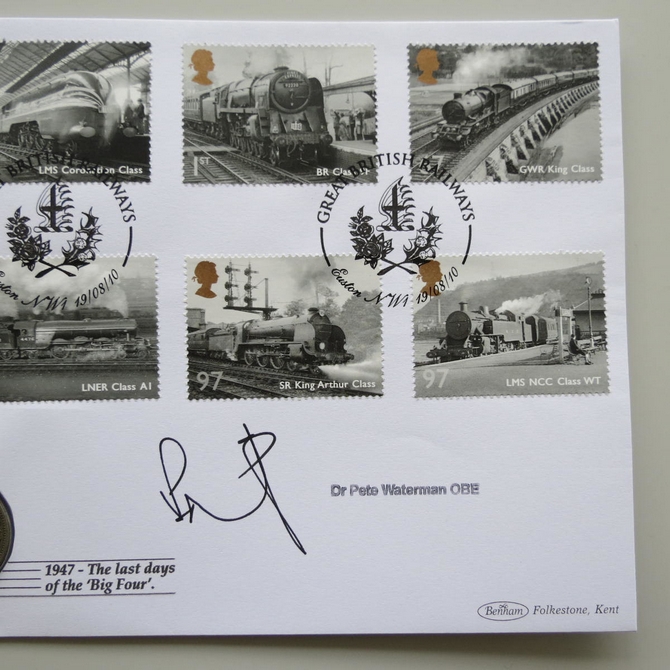 LMS Coronation Class
1ST
BR Class 9F
GWR King Class
BRITISH RAILWAYS
Euston NW1 19/08/10
GREAT BRITISH RAILWAYS
Euston NW1 19/08/10
LNER Class A1
97
SR King Arthur Class
97
LMS NCC Class WT
Dr Pete Waterman OBE
1947 - The last days
of the 'Big Four'.
Benham Folkestone, Kent